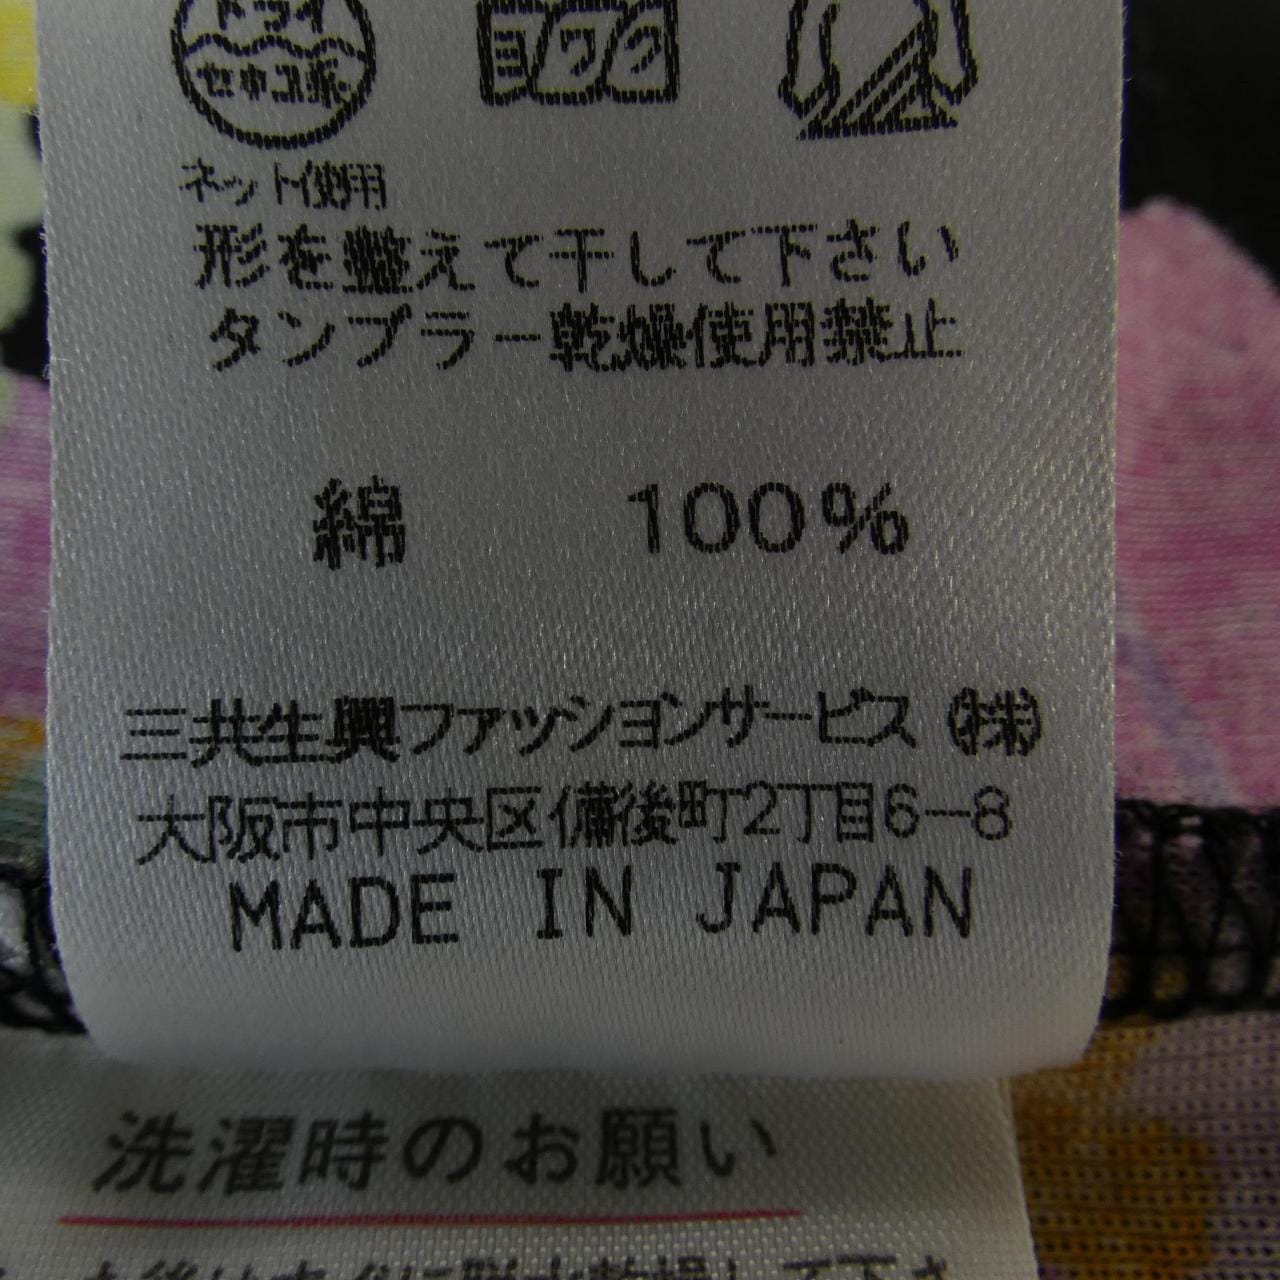 ドライ
セキユ系
ヨワク
ネット使用
形を整えて干して下さい
タンブラー乾燥使用禁止
綿 100%
三共生興ファッションサービス(株)
大阪市中央区備後町2丁目6-8
MADE IN JAPAN
洗濯時のお願い